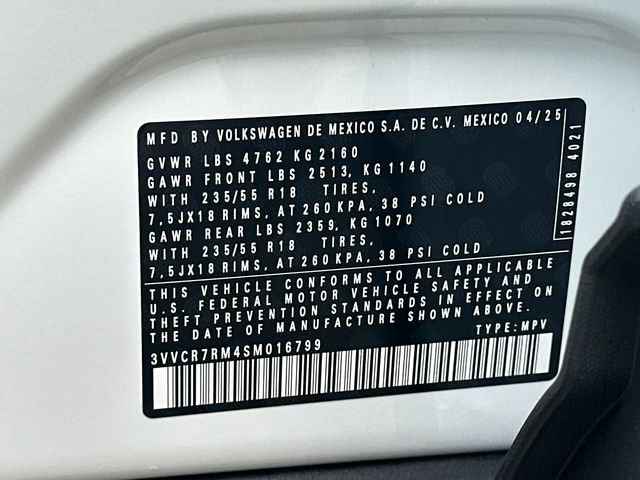 MFD BY VOLKSWAGEN DE MEXICO S.A. DE C.V. MEXICO 04/25
GVWR LBS 4762 KG 2160
GAWR FRONT LBS 2513, KG 1140
WITH 235/55 R18 TIRES,
7,5JX18 RIMS, AT 260 KPA, 38 PSI COLD
GAWR REAR LBS 2359, KG 1070
WITH 235/55 R18 TIRES,
7,5JX18 RIMS, AT 260 KPA, 38 PSI COLD
1828498 4021
THIS VEHICLE CONFORMS TO ALL APPLICABLE
U.S. FEDERAL MOTOR VEHICLE SAFETY AND
THEFT PREVENTION STANDARDS IN EFFECT ON
THE DATE OF MANUFACTURE SHOWN ABOVE.
3VVCR7RM4SM016799 TYPE: MPV